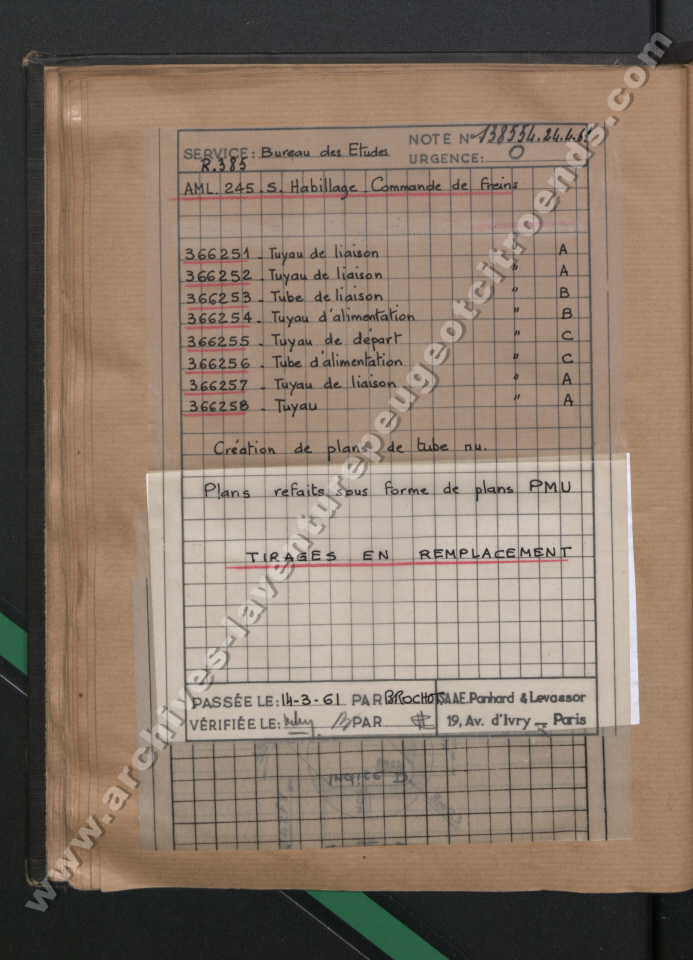 SERVICE: Bureau des Etudes
R.385
NOTE N° 138554. 24.4.61
URGENCE: O
AML. 245. S. Habillage. Commande de freins
366251 - Tuyau de liaison " A
366252 - Tuyau de liaison " A
366253 - Tube de liaison " B
366254 - Tuyau d'alimentation " B
366255 - Tuyau de départ " C
366256 - Tube d'alimentation " C
366257 - Tuyau de liaison " A
366258 - Tuyau " A
Création de plans de tube nu.
Plans refaits sous forme de plans PMU
TIRAGES EN REMPLACEMENT
PASSÉE LE: 14-3-61 PAR BROCHOT
VÉRIFIÉE LE: PAR
S.A.A.E. Panhard & Levassor
19, Av. d'Ivry - Paris
Indice D
www.archives-laventurepeugeotcitroends.com